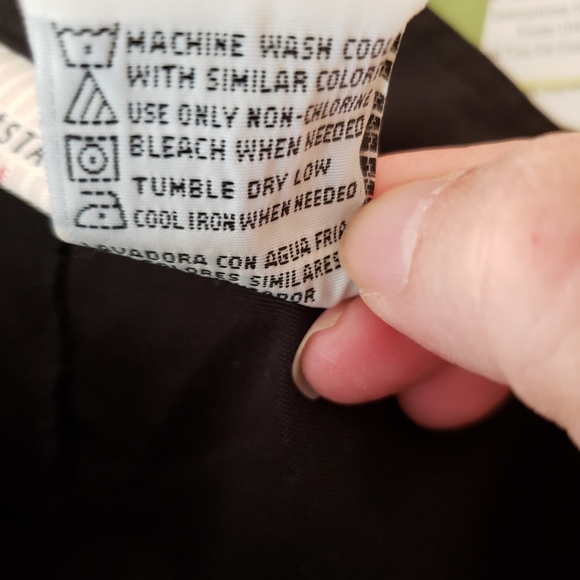 MACHINE WASH COOL
WITH SIMILAR COLORS
USE ONLY NON-CHLORINE
BLEACH WHEN NEEDED
TUMBLE DRY LOW
COOL IRON WHEN NEEDED
LAVADORA CON AGUA FRIA
COLORES SIMILARES